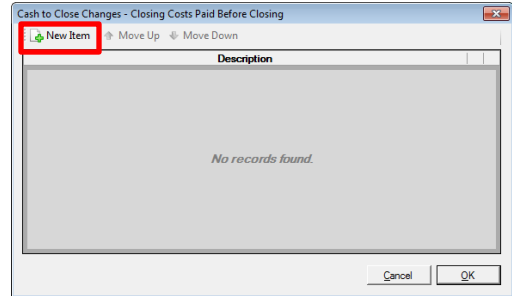 Cash to Close Changes - Closing Costs Paid Before Closing
New Item Move Up Move Down
Description
No records found.
Cancel OK